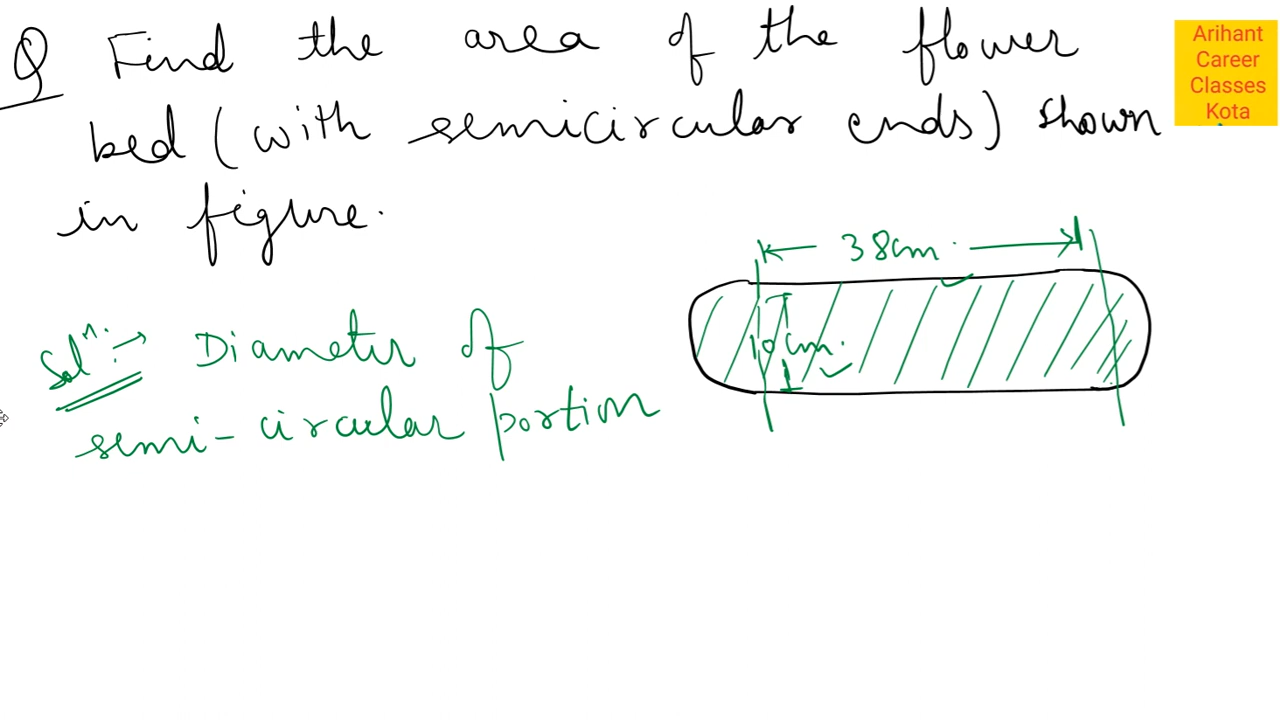 Q Find the area of the flower
bed (with semicircular ends) shown
in figure.
Arihant
Career
Classes
Kota
38cm.
10cm.
Solⁿ:→ Diameter of
semi-circular portion